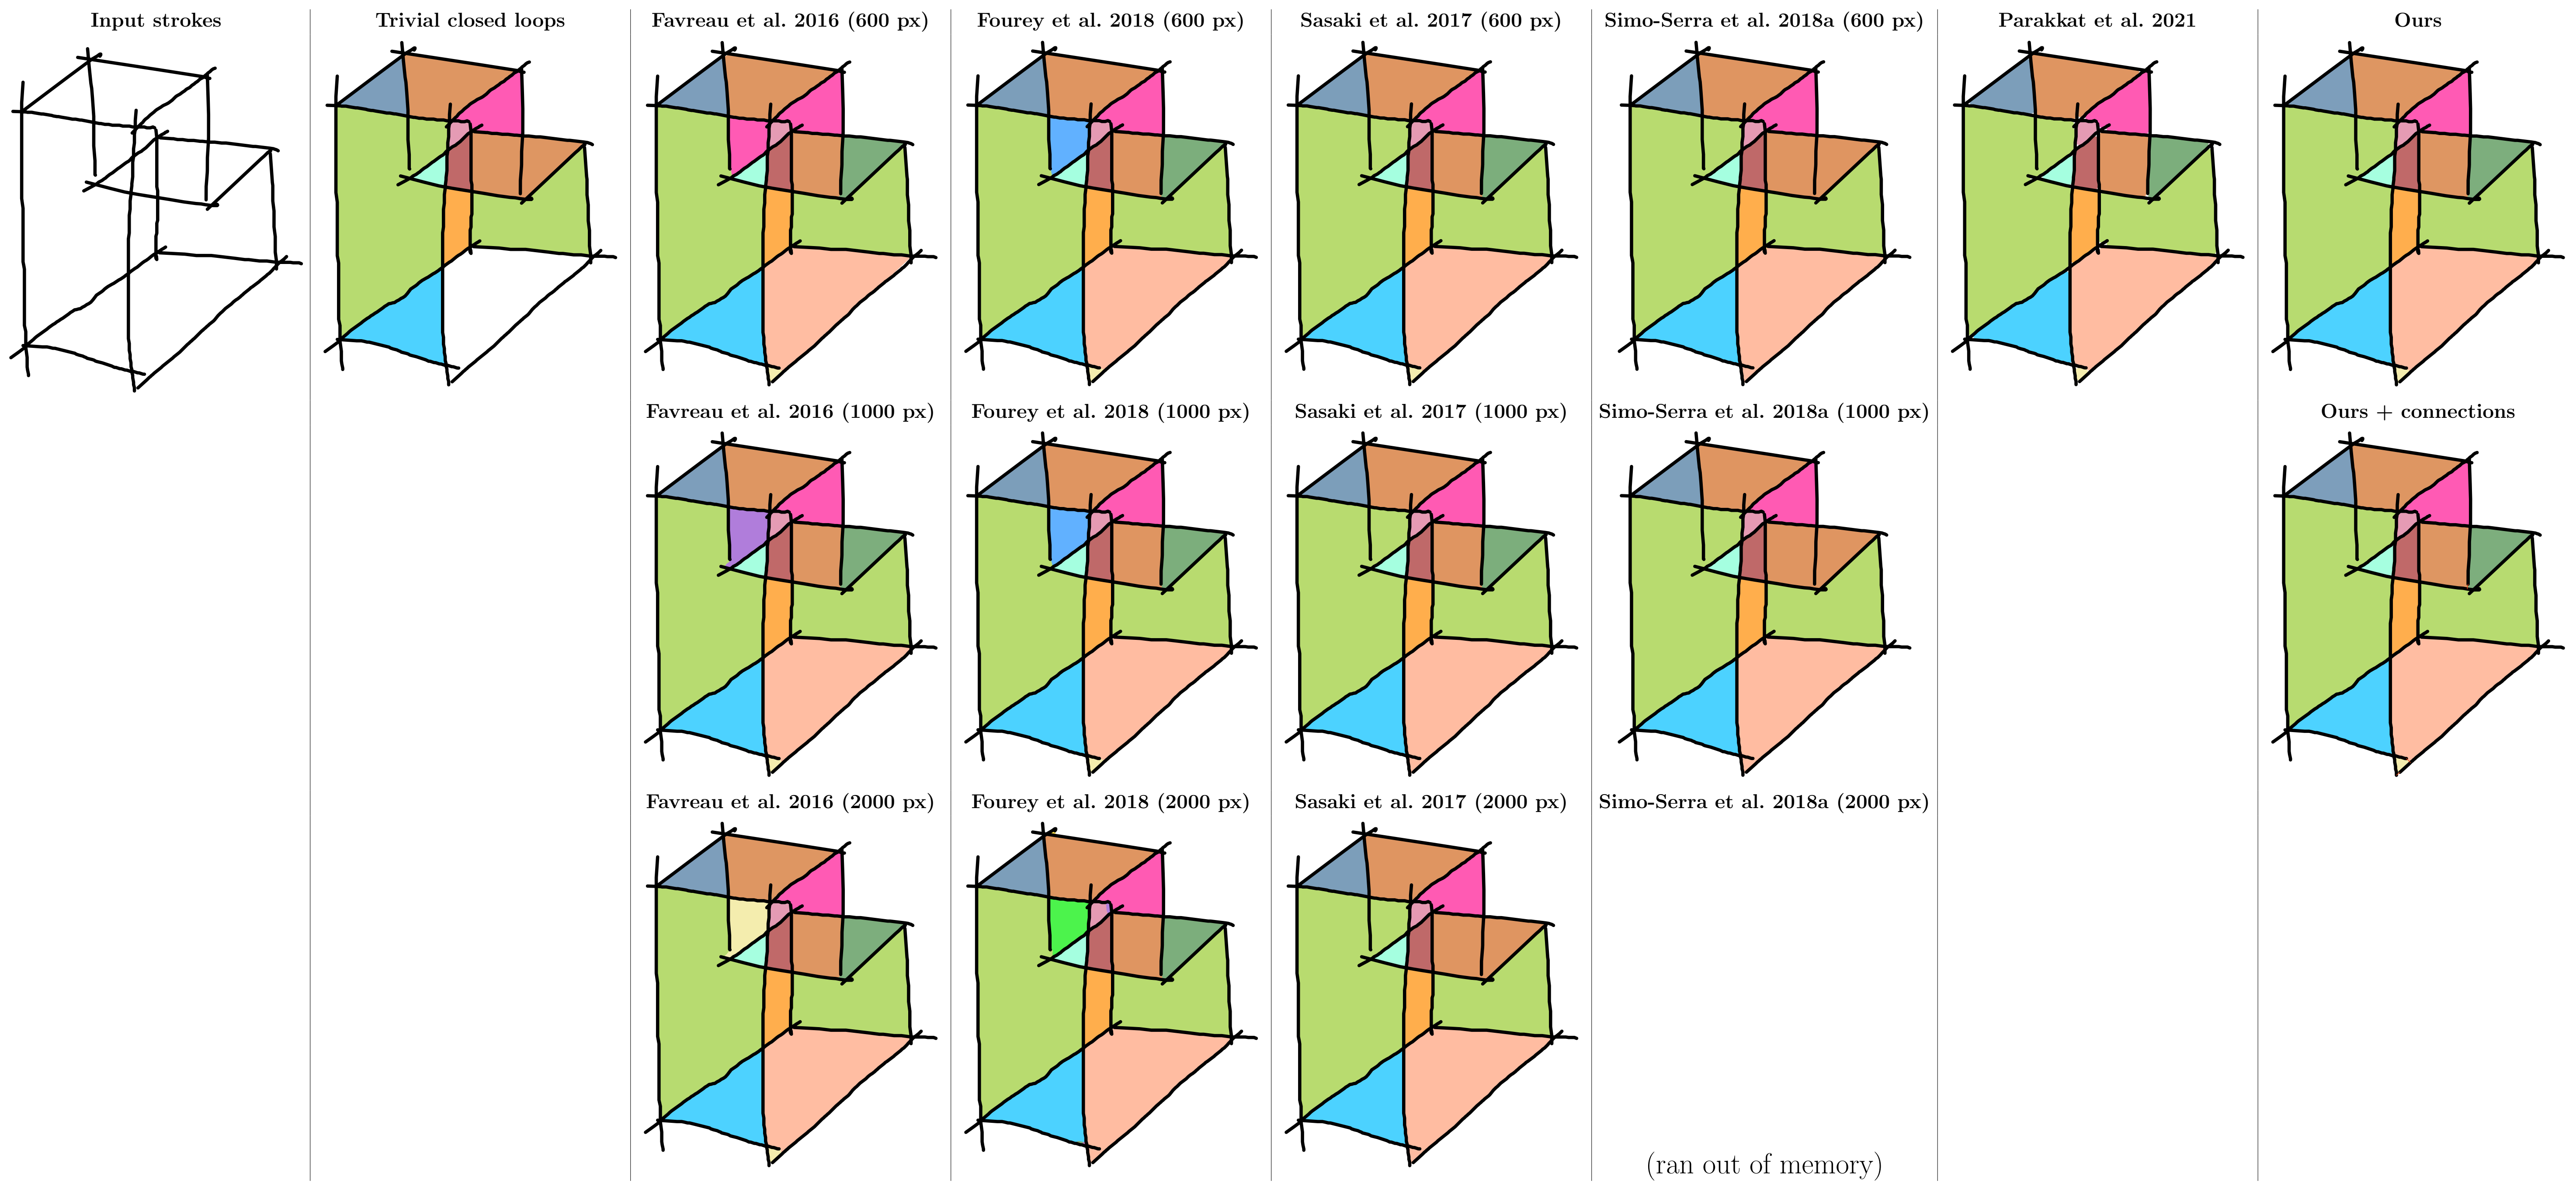 Input strokes
Trivial closed loops
Favreau et al. 2016 (600 px)
Fourey et al. 2018 (600 px)
Sasaki et al. 2017 (600 px)
Simo-Serra et al. 2018a (600 px)
Parakkat et al. 2021
Ours
Favreau et al. 2016 (1000 px)
Fourey et al. 2018 (1000 px)
Sasaki et al. 2017 (1000 px)
Simo-Serra et al. 2018a (1000 px)
Ours + connections
Favreau et al. 2016 (2000 px)
Fourey et al. 2018 (2000 px)
Sasaki et al. 2017 (2000 px)
Simo-Serra et al. 2018a (2000 px)
(ran out of memory)